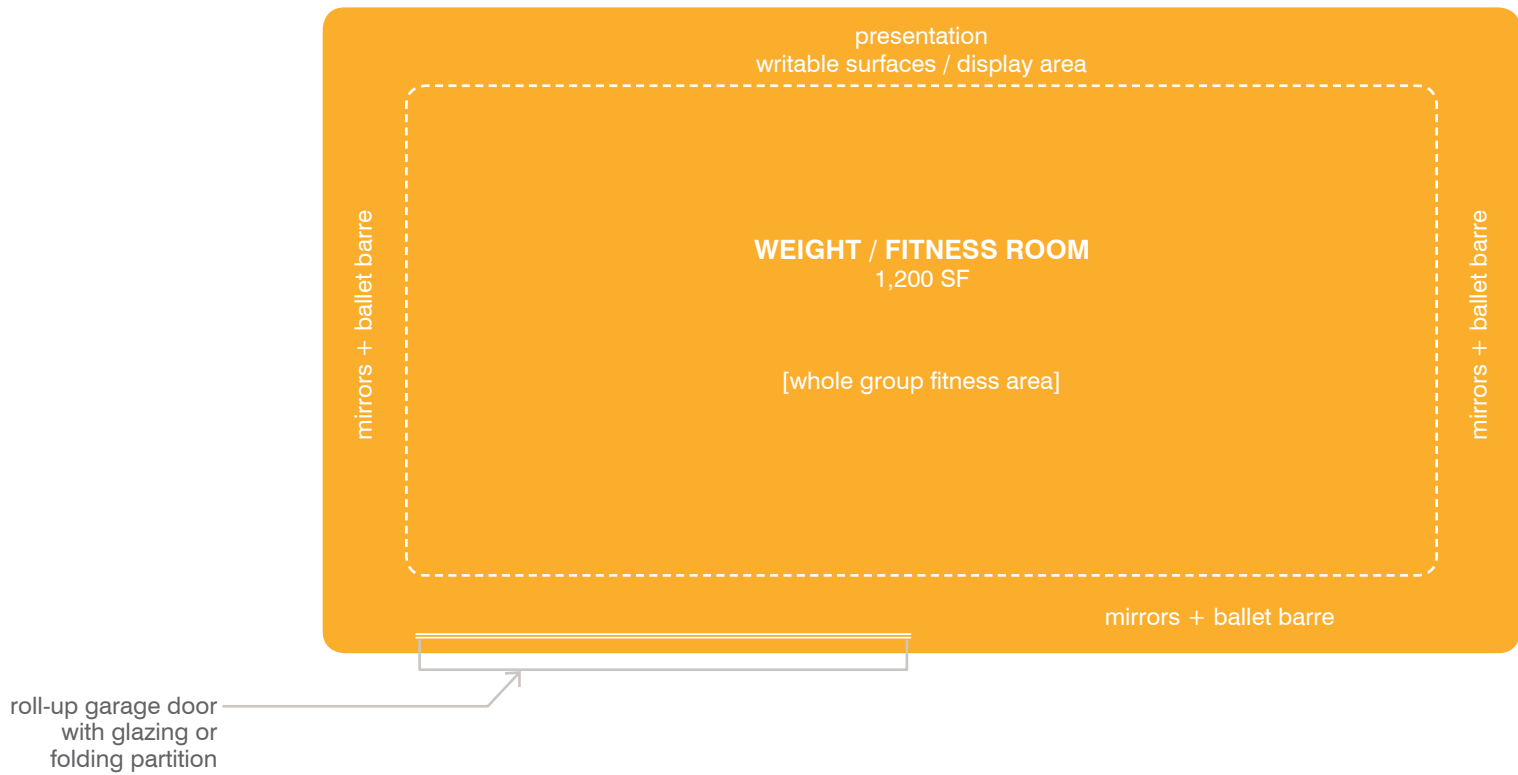 presentation
writable surfaces / display area
mirrors + ballet barre
WEIGHT / FITNESS ROOM
1,200 SF
[whole group fitness area]
mirrors + ballet barre
mirrors + ballet barre
roll-up garage door
with glazing or
folding partition